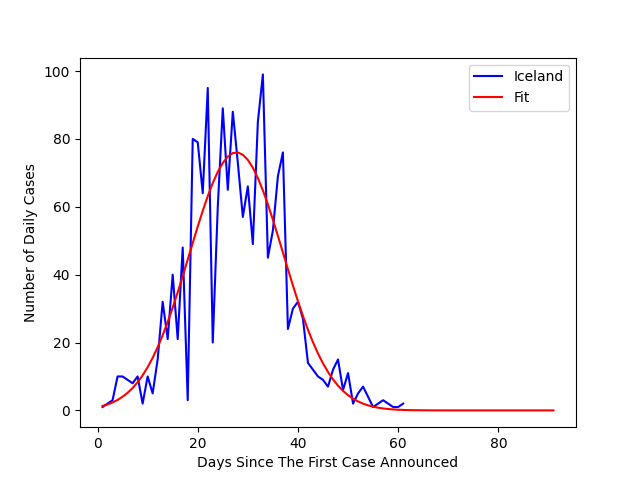 Iceland
Fit
100
80
60
40
20
0
Number of Daily Cases
0 20 40 60 80
Days Since The First Case Announced